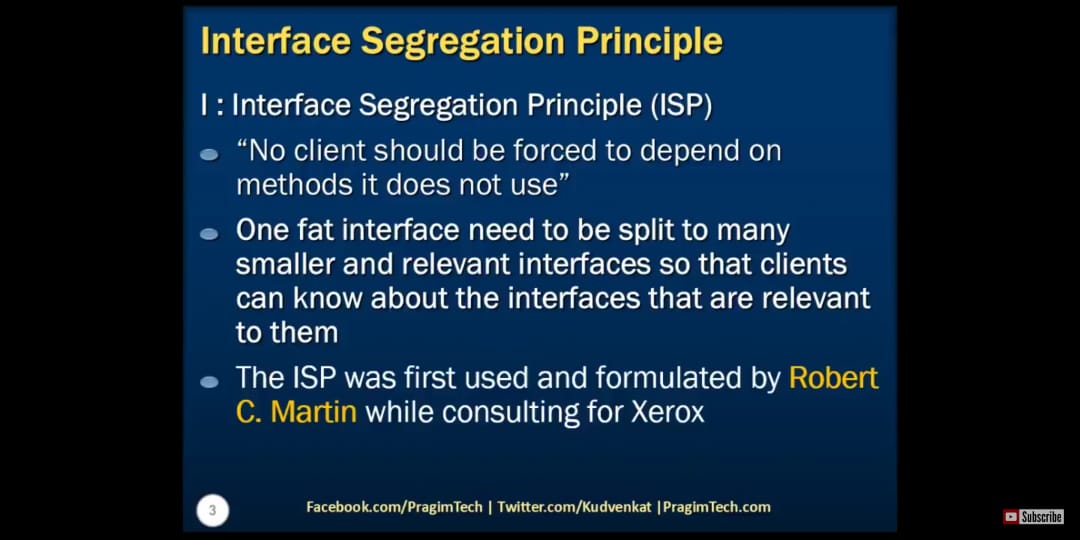 Interface Segregation Principle
I : Interface Segregation Principle (ISP)
“No client should be forced to depend on
methods it does not use”
One fat interface need to be split to many
smaller and relevant interfaces so that clients
can know about the interfaces that are relevant
to them
The ISP was first used and formulated by Robert
C. Martin while consulting for Xerox
3
Facebook.com/PragimTech | Twitter.com/Kudvenkat |PragimTech.com
Subscribe